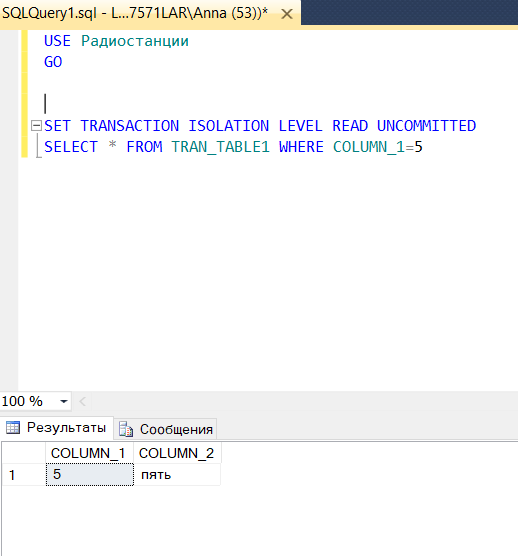 SQLQuery1.sql - L...7571LAR\Anna (53))* ✕
USE Радиостанции
GO
SET TRANSACTION ISOLATION LEVEL READ UNCOMMITTED
SELECT * FROM TRAN_TABLE1 WHERE COLUMN_1=5
100 %
Результаты Сообщения
COLUMN_1 COLUMN_2
1 5 пять